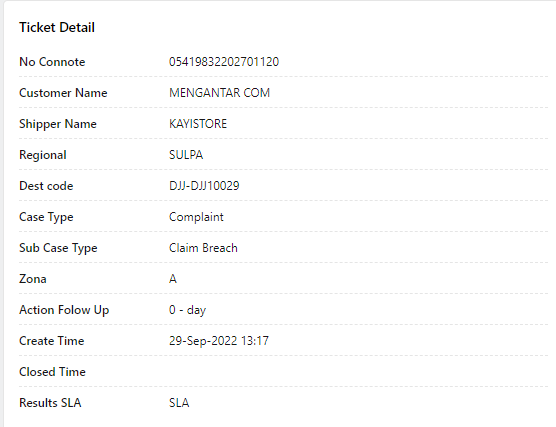 Ticket Detail
No Connote 05419832202701120
Customer Name MENGANTAR COM
Shipper Name KAYISTORE
Regional SULPA
Dest code DJJ-DJJ10029
Case Type Complaint
Sub Case Type Claim Breach
Zona A
Action Folow Up 0 - day
Create Time 29-Sep-2022 13:17
Closed Time
Results SLA SLA